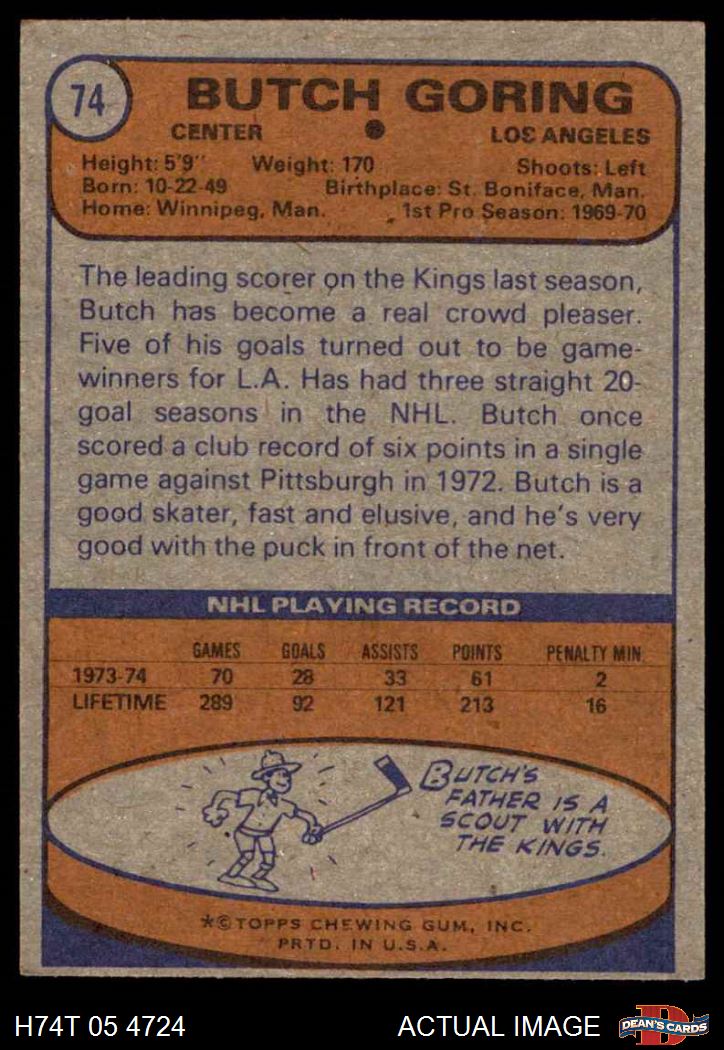 74
BUTCH GORING
CENTER • LOS ANGELES
Height: 5'9" Weight: 170 Shoots: Left
Born: 10-22-49 Birthplace: St. Boniface, Man.
Home: Winnipeg, Man. 1st Pro Season: 1969-70
The leading scorer on the Kings last season,
Butch has become a real crowd pleaser.
Five of his goals turned out to be game-
winners for L.A. Has had three straight 20-
goal seasons in the NHL. Butch once
scored a club record of six points in a single
game against Pittsburgh in 1972. Butch is a
good skater, fast and elusive, and he's very
good with the puck in front of the net.
NHL PLAYING RECORD
GAMES GOALS ASSISTS POINTS PENALTY MIN.
1973-74 70 28 33 61 2
LIFETIME 289 92 121 213 16
BUTCH'S
FATHER IS A
SCOUT WITH
THE KINGS.
*© TOPPS CHEWING GUM, INC.
PRTD. IN U.S.A.
H74T 05 4724 ACTUAL IMAGE D DEAN'S CARDS